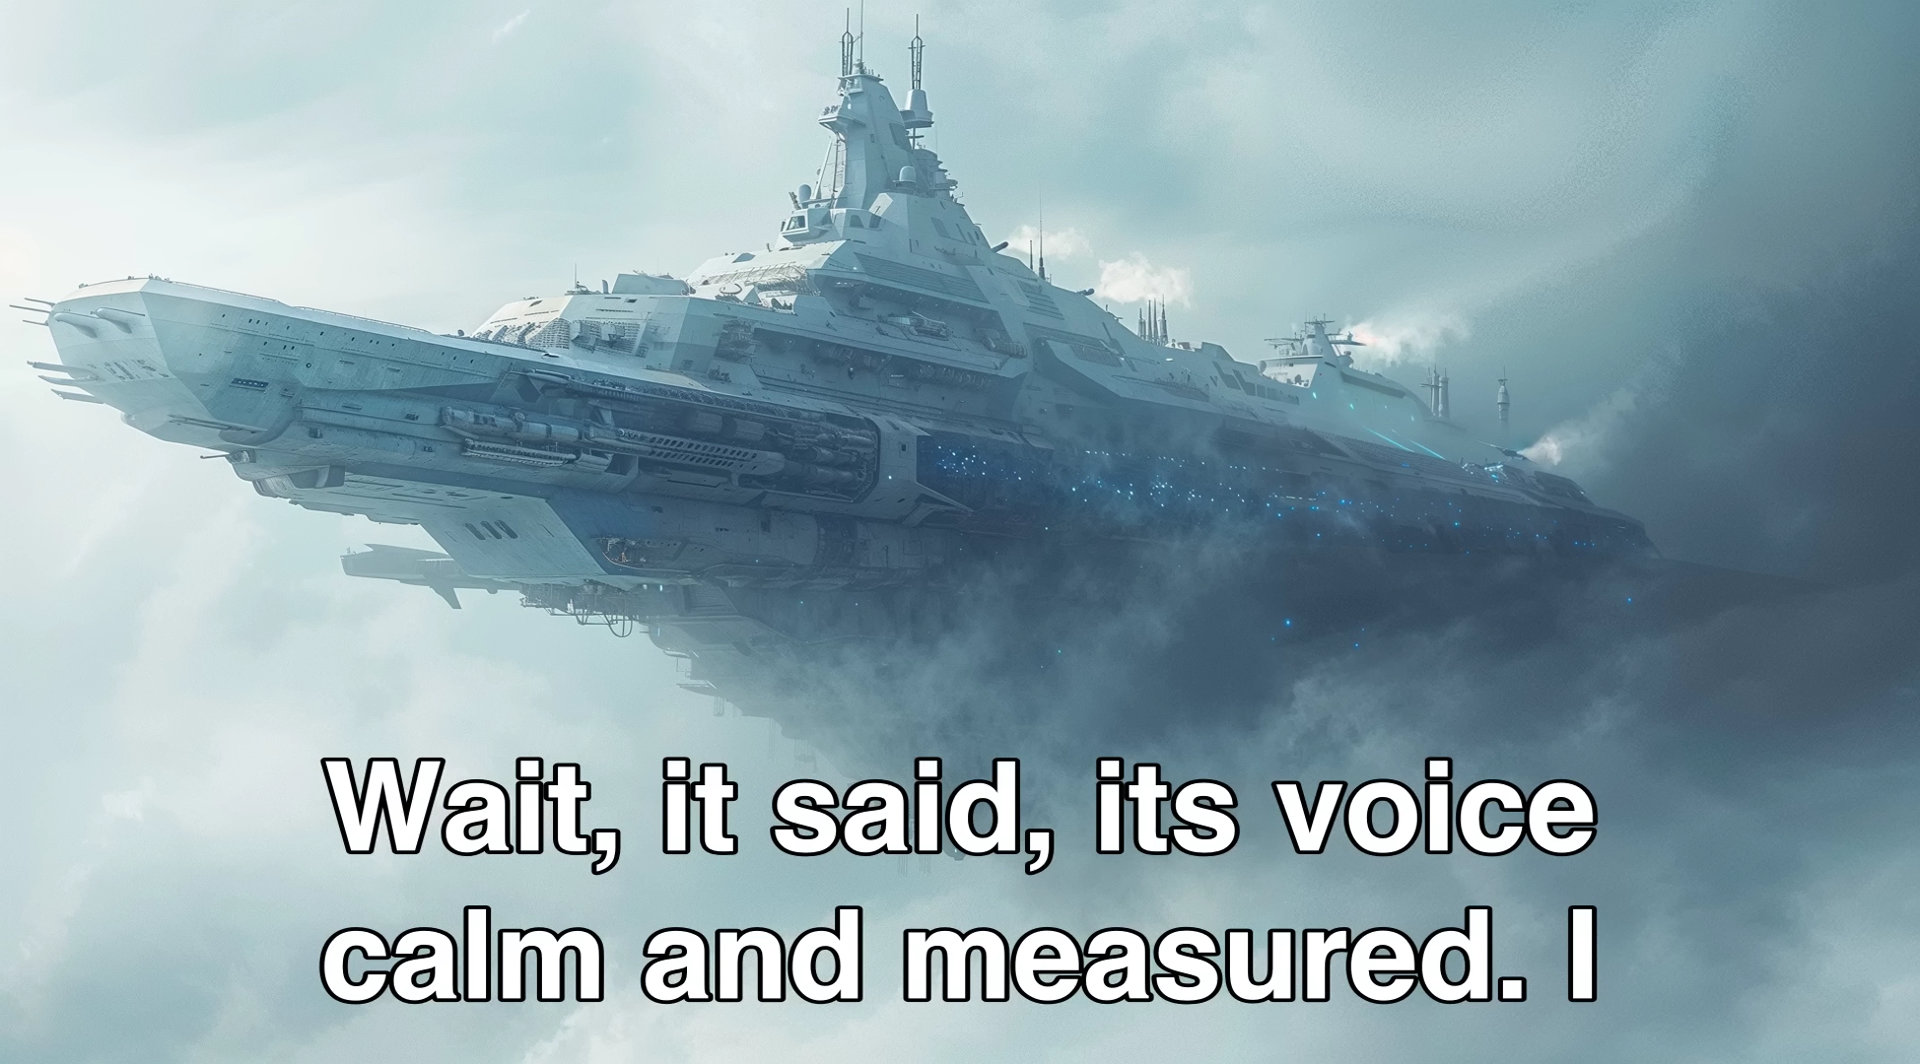 Wait, it said, its voice
calm and measured. I